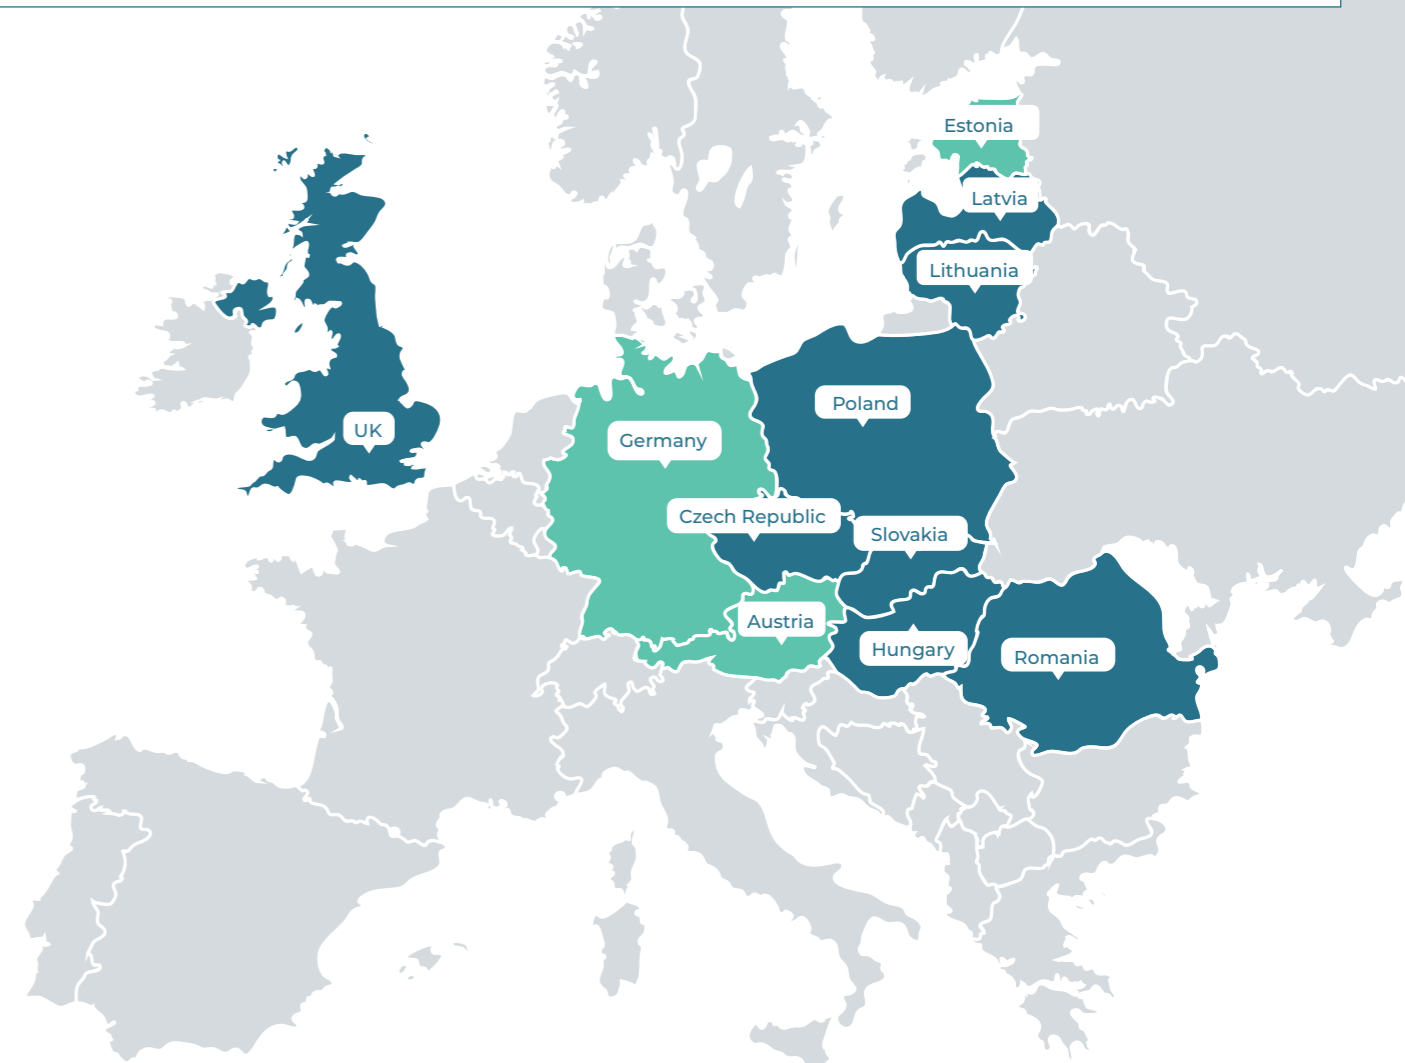 Estonia
Latvia
Lithuania
Poland
UK
Germany
Czech Republic
Slovakia
Austria
Hungary
Romania